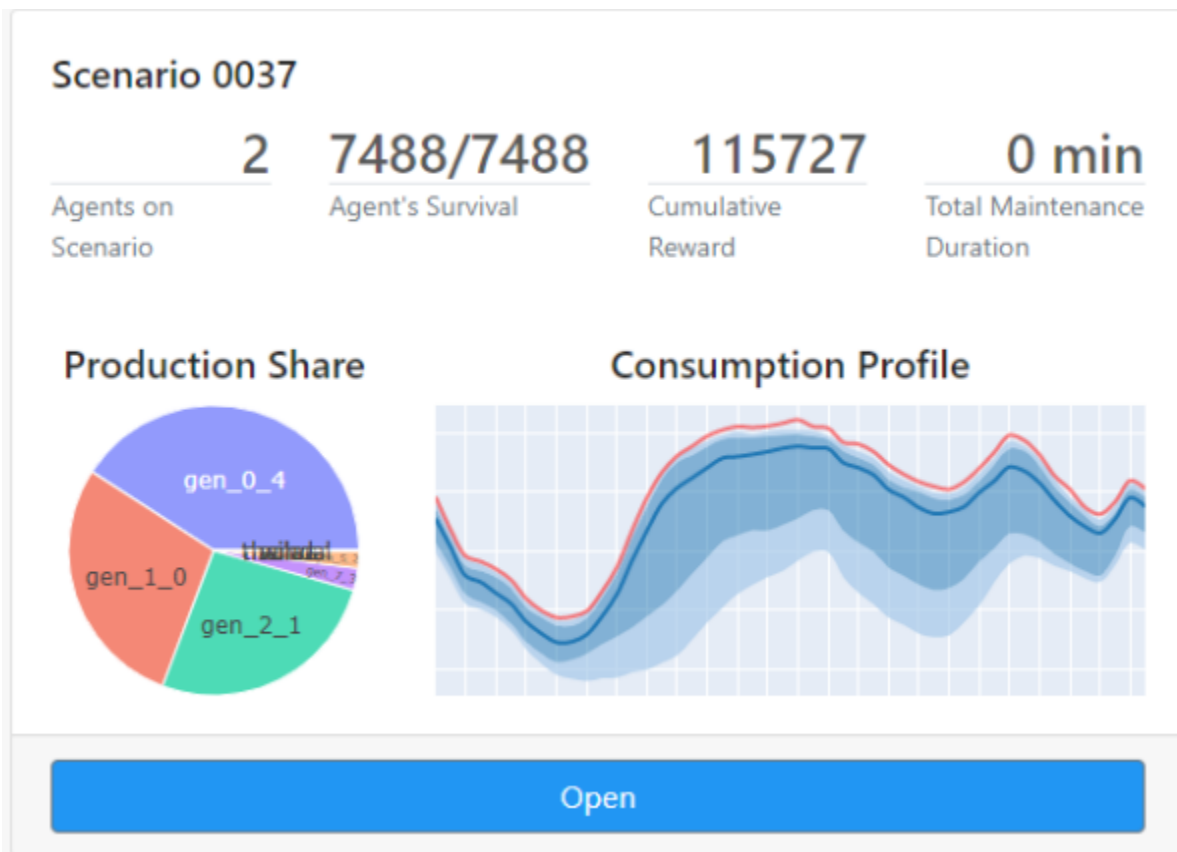 Scenario 0037
2
7488/7488
115727
0 min
Agents on
Scenario
Agent's Survival
Cumulative
Reward
Total Maintenance
Duration
Production Share
Consumption Profile
gen_0_4
gen_1_0
gen_2_1
Open